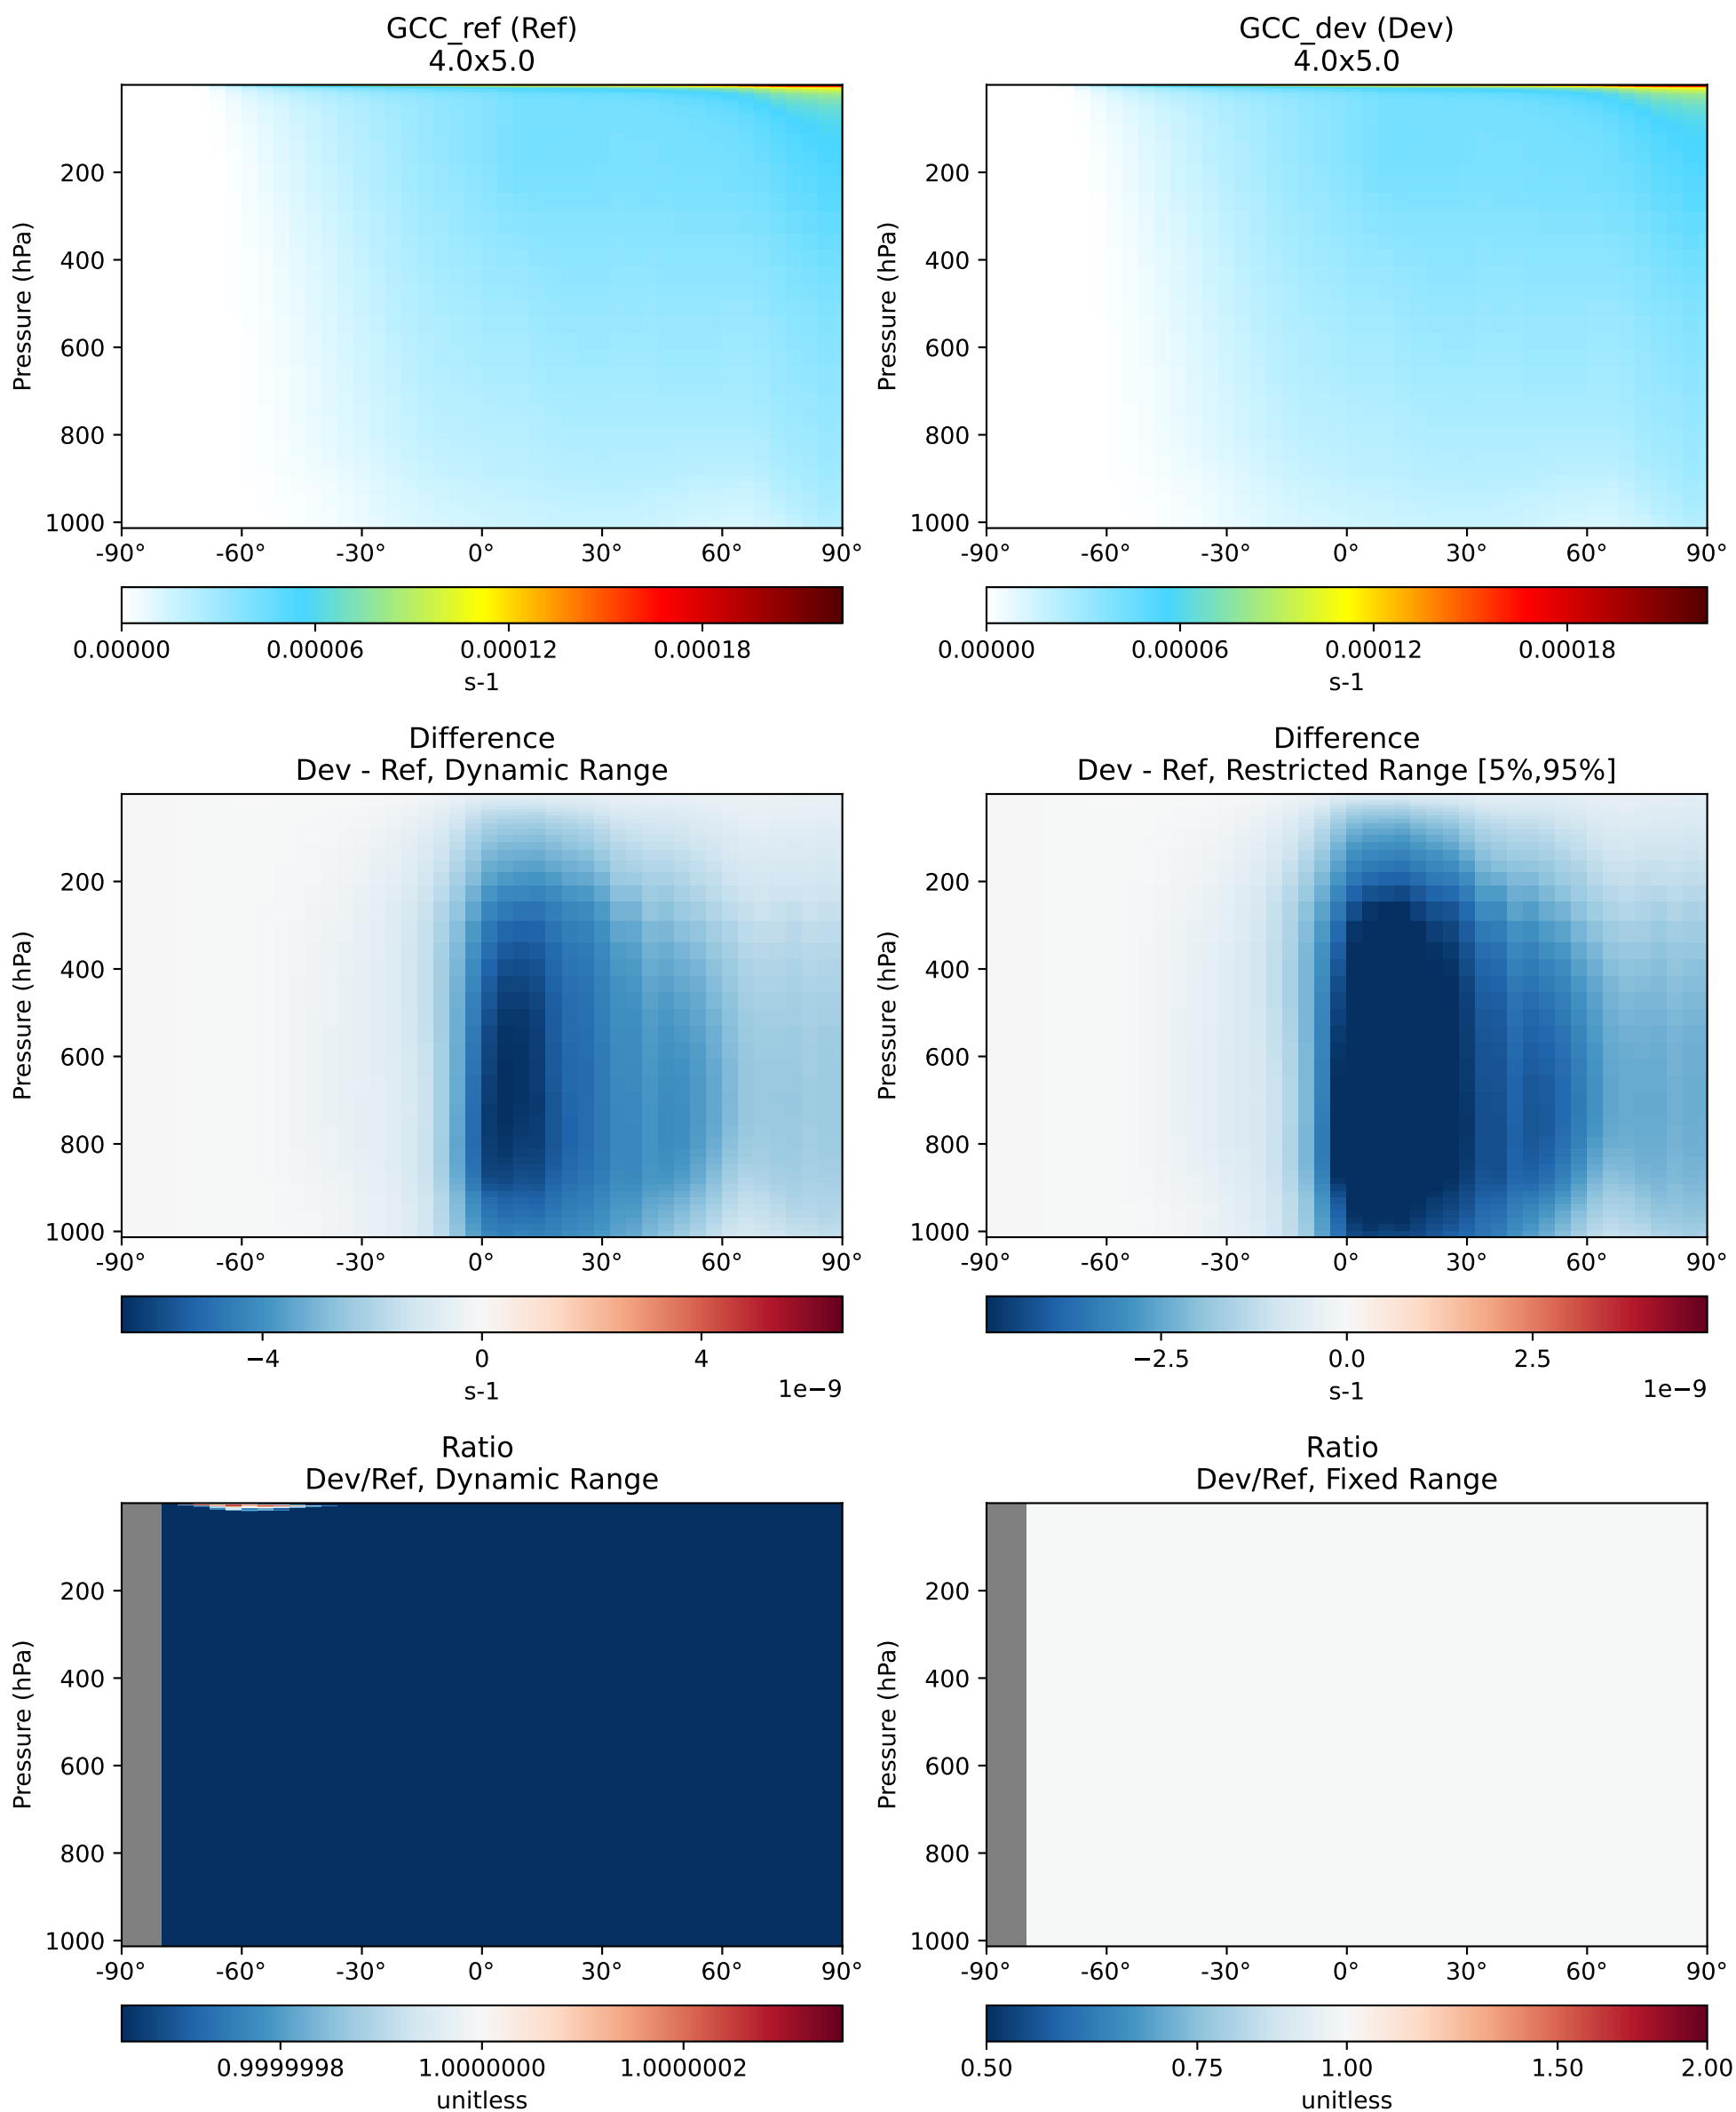 GCC_ref (Ref)
4.0x5.0
Pressure (hPa)
200
400
600
800
1000
-90° -60° -30° 0° 30° 60° 90°
0.00000 0.00006 0.00012 0.00018
s-1
GCC_dev (Dev)
4.0x5.0
Pressure (hPa)
200
400
600
800
1000
-90° -60° -30° 0° 30° 60° 90°
0.00000 0.00006 0.00012 0.00018
s-1
Difference
Dev - Ref, Dynamic Range
Pressure (hPa)
200
400
600
800
1000
-90° -60° -30° 0° 30° 60° 90°
−4 0 4
s-1
1e−9
Difference
Dev - Ref, Restricted Range [5%,95%]
Pressure (hPa)
200
400
600
800
1000
-90° -60° -30° 0° 30° 60° 90°
−2.5 0.0 2.5
s-1
1e−9
Ratio
Dev/Ref, Dynamic Range
Pressure (hPa)
200
400
600
800
1000
-90° -60° -30° 0° 30° 60° 90°
0.9999998 1.0000000 1.0000002
unitless
Ratio
Dev/Ref, Fixed Range
Pressure (hPa)
200
400
600
800
1000
-90° -60° -30° 0° 30° 60° 90°
0.50 0.75 1.00 1.50 2.00
unitless